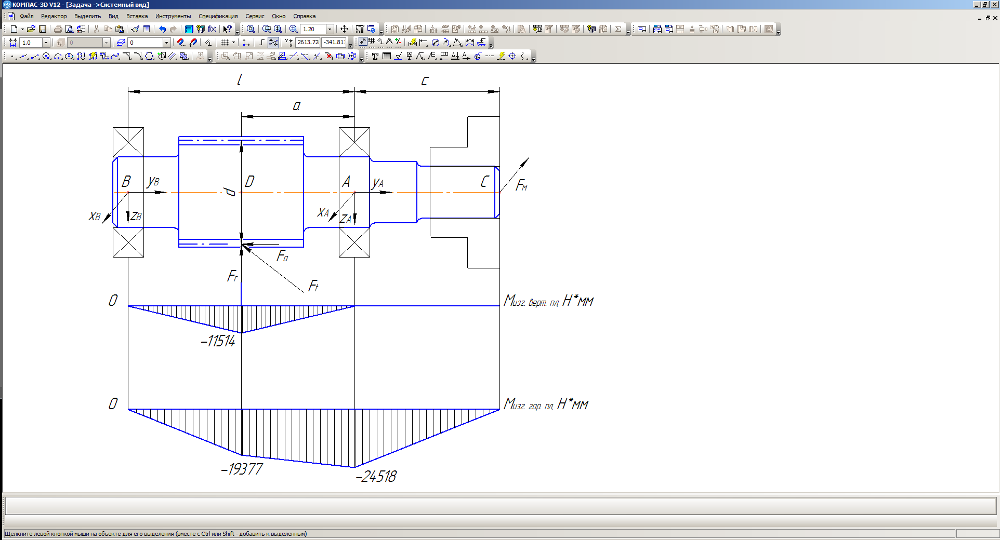 КОМПАС-3D V12 - [Задача ->Системный вид]
Файл Редактор Выделить Вид Вставка Инструменты Спецификация Сервис Окно Справка
f(x) 1.20
1.0 0 0 2613.728 -341.811
l c
a
B yB d D A yA C Fм
xB zB xA zA
Fa
Fr Ft
0 Mизг. верт. пл, Н*мм
-11514
0 Mизг. гор. пл, Н*мм
-19377
-24518
Щелкните левой кнопкой мыши на объекте для его выделения (вместе с Ctrl или Shift - добавить к выделенным)